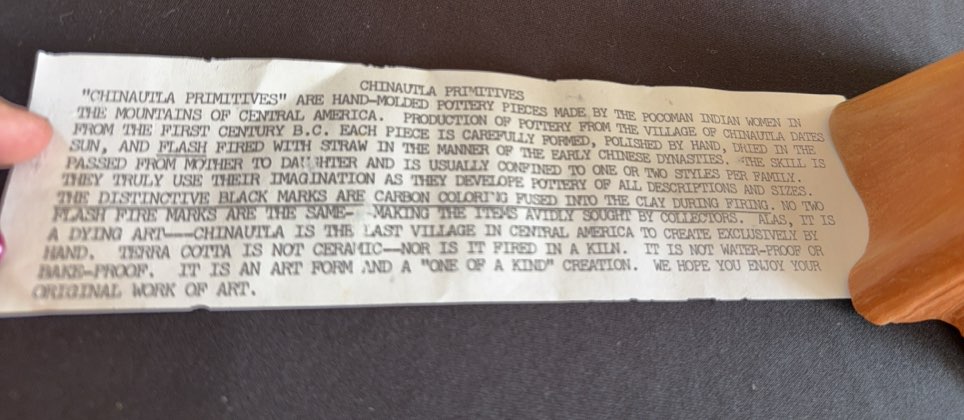 CHINAUTLA PRIMITIVES
"CHINAUTLA PRIMITIVES" ARE HAND-MOLDED POTTERY PIECES MADE BY THE POCOMAN INDIAN WOMEN IN
THE MOUNTAINS OF CENTRAL AMERICA. PRODUCTION OF POTTERY FROM THE VILLAGE OF CHINAUTLA DATES
FROM THE FIRST CENTURY B.C. EACH PIECE IS CAREFULLY FORMED, POLISHED BY HAND, DRIED IN THE
SUN, AND FLASH FIRED WITH STRAW IN THE MANNER OF THE EARLY CHINESE DYNASTIES. THE SKILL IS
PASSED FROM MOTHER TO DAUGHTER AND IS USUALLY CONFINED TO ONE OR TWO STYLES PER FAMILY.
THEY TRULY USE THEIR IMAGINATION AS THEY DEVELOPE POTTERY OF ALL DESCRIPTIONS AND SIZES.
THE DISTINCTIVE BLACK MARKS ARE CARBON COLORING FUSED INTO THE CLAY DURING FIRING. NO TWO
FLASH FIRE MARKS ARE THE SAME- -MAKING THE ITEMS AVIDLY SOUGHT BY COLLECTORS. ALAS, IT IS
A DYING ART---CHINAUTLA IS THE LAST VILLAGE IN CENTRAL AMERICA TO CREATE EXCLUSIVELY BY
HAND. TERRA COTTA IS NOT CERAMIC--NOR IS IT FIRED IN A KILN. IT IS NOT WATER-PROOF OR
BAKE-PROOF. IT IS AN ART FORM AND A "ONE OF A KIND" CREATION. WE HOPE YOU ENJOY YOUR
ORIGINAL WORK OF ART.